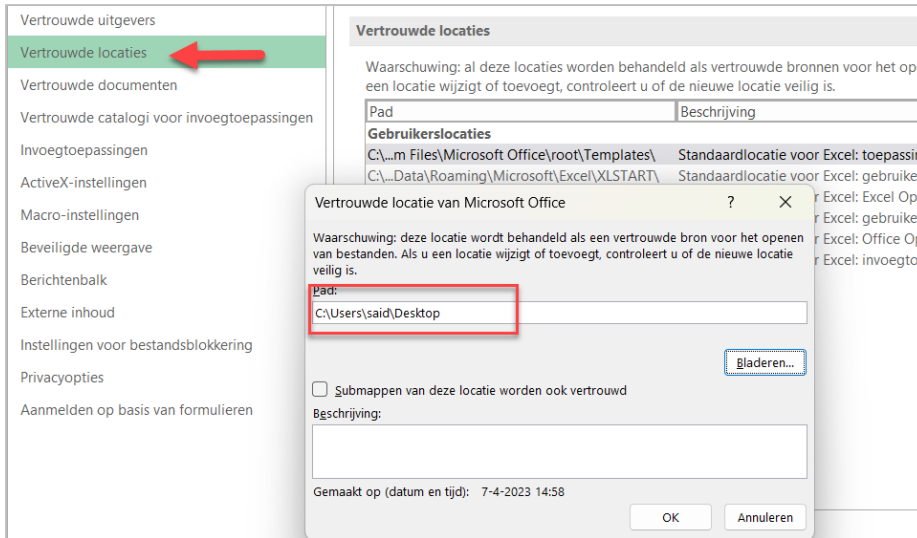 Vertrouwde uitgevers
Vertrouwde locaties
Vertrouwde documenten
Vertrouwde catalogi voor invoegtoepassingen
Invoegtoepassingen
ActiveX-instellingen
Macro-instellingen
Beveiligde weergave
Berichtenbalk
Externe inhoud
Instellingen voor bestandsblokkering
Privacyopties
Aanmelden op basis van formulieren
Vertrouwde locaties
Waarschuwing: al deze locaties worden behandeld als vertrouwde bronnen voor het op
een locatie wijzigt of toevoegt, controleert u of de nieuwe locatie veilig is.
Pad Beschrijving
Gebruikerslocaties
C:\...m Files\Microsoft Office\root\Templates\ Standaardlocatie voor Excel: toepassi
C:\...Data\Roaming\Microsoft\Excel\XLSTART\ Standaardlocatie voor Excel: gebruike
r Excel: Excel Op
r Excel: gebruike
r Excel: Office Op
r Excel: invoegto
Vertrouwde locatie van Microsoft Office
Waarschuwing: deze locatie wordt behandeld als een vertrouwde bron voor het openen
van bestanden. Als u een locatie wijzigt of toevoegt, controleert u of de nieuwe locatie
veilig is.
Pad:
C:\Users\said\Desktop
Bladeren...
Submappen van deze locatie worden ook vertrouwd
Beschrijving:
Gemaakt op (datum en tijd): 7-4-2023 14:58
OK Annuleren